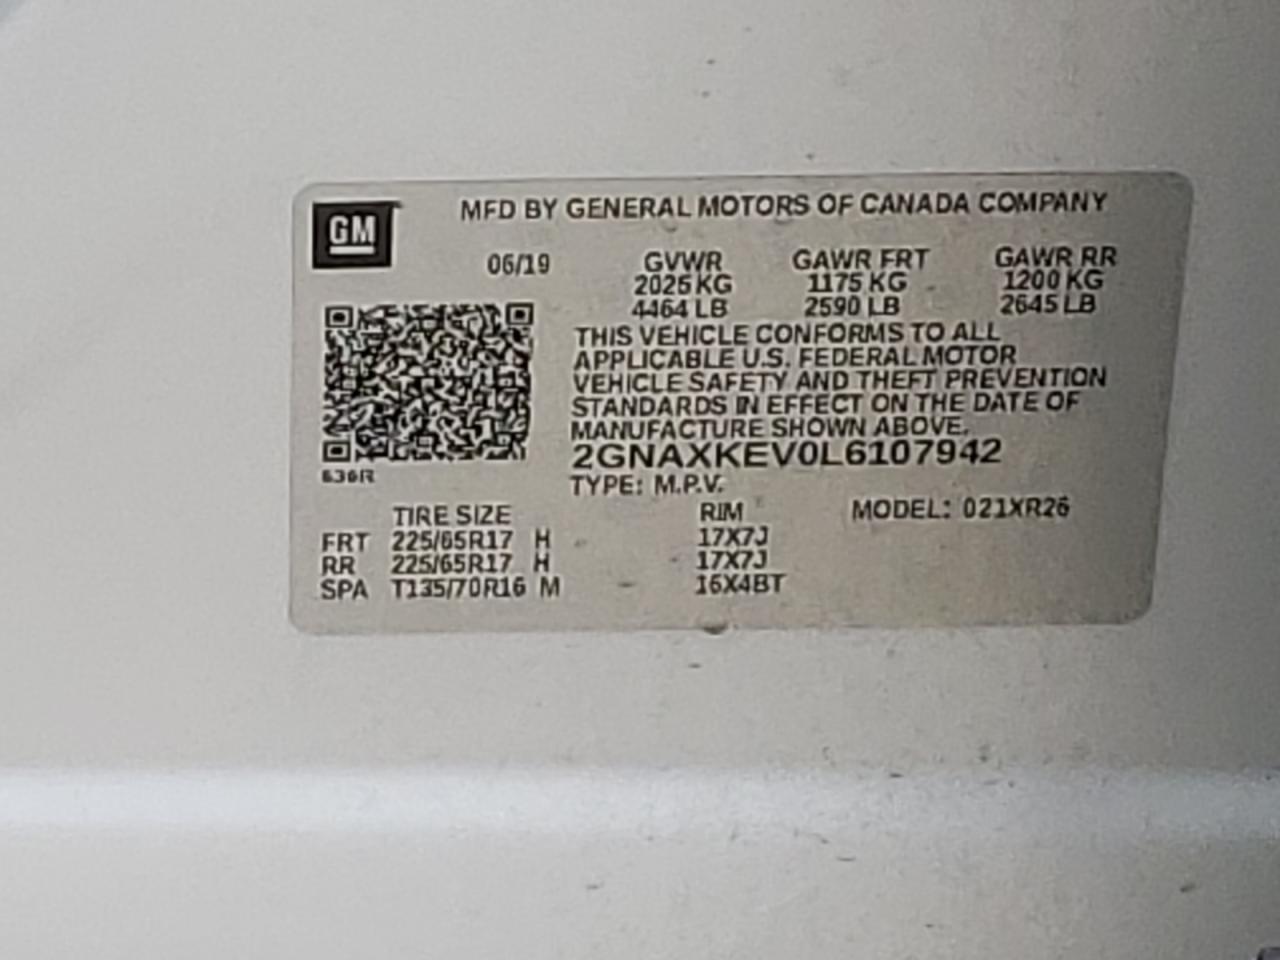 GM
MFD BY GENERAL MOTORS OF CANADA COMPANY
06/19 GVWR GAWR FRT GAWR RR
2025 KG 1175 KG 1200 KG
4464 LB 2590 LB 2645 LB
THIS VEHICLE CONFORMS TO ALL
APPLICABLE U.S. FEDERAL MOTOR
VEHICLE SAFETY AND THEFT PREVENTION
STANDARDS IN EFFECT ON THE DATE OF
MANUFACTURE SHOWN ABOVE.
2GNAXKEV0L6107942
636R
TYPE: M.P.V.
TIRE SIZE RIM MODEL: 021XR26
FRT 225/65R17 H 17X7J
RR 225/65R17 H 17X7J
SPA T135/70R16 M 16X4BT